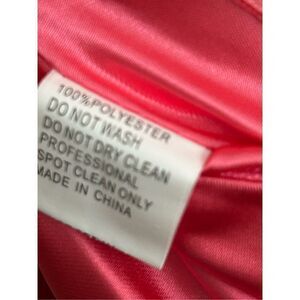 100%POLYESTER
DO NOT WASH
DO NOT DRY CLEAN
PROFESSIONAL
SPOT CLEAN ONLY
MADE IN CHINA